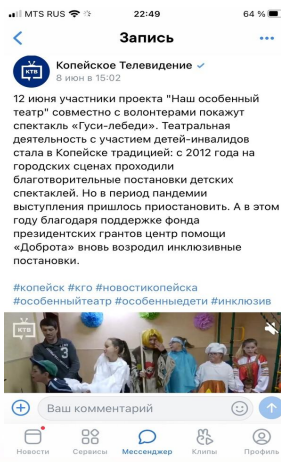 MTS RUS 22:49 64 %
Запись
КТВ
Копейское Телевидение
8 июн в 15:02
12 июня участники проекта "Наш особенный
театр" совместно с волонтерами покажут
спектакль «Гуси-лебеди». Театральная
деятельность с участием детей-инвалидов
стала в Копейске традицией: с 2012 года на
городских сценах проходили
благотворительные постановки детских
спектаклей. Но в период пандемии
выступления пришлось приостановить. А в этом
году благодаря поддержке фонда
президентских грантов центр помощи
«Доброта» вновь возродил инклюзивные
постановки.
#копейск #кго #новостикопейска
#особенныйтеатр #особенныедети #инклюзив
КТВ
Ваш комментарий
Новости Сервисы Мессенджер Клипы Профиль